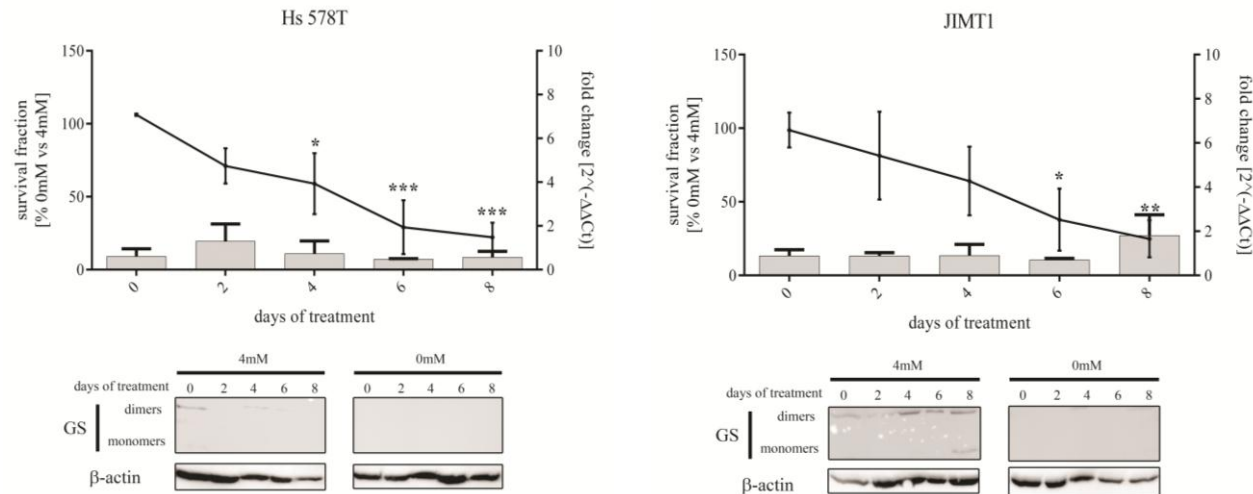 Hs 578T
150
100
50
0
survival fraction
[% 0mM vs 4mM]
10
8
6
4
2
0
fold change [2^(-ΔΔCt)]
*
***
***
0 2 4 6 8
days of treatment
4mM 0mM
days of treatment 0 2 4 6 8 0 2 4 6 8
GS
dimers
monomers
β-actin
JIMT1
150
100
50
0
survival fraction
[% 0mM vs 4mM]
10
8
6
4
2
0
fold change [2^(-ΔΔCt)]
*
**
0 2 4 6 8
days of treatment
4mM 0mM
days of treatment 0 2 4 6 8 0 2 4 6 8
GS
dimers
monomers
β-actin